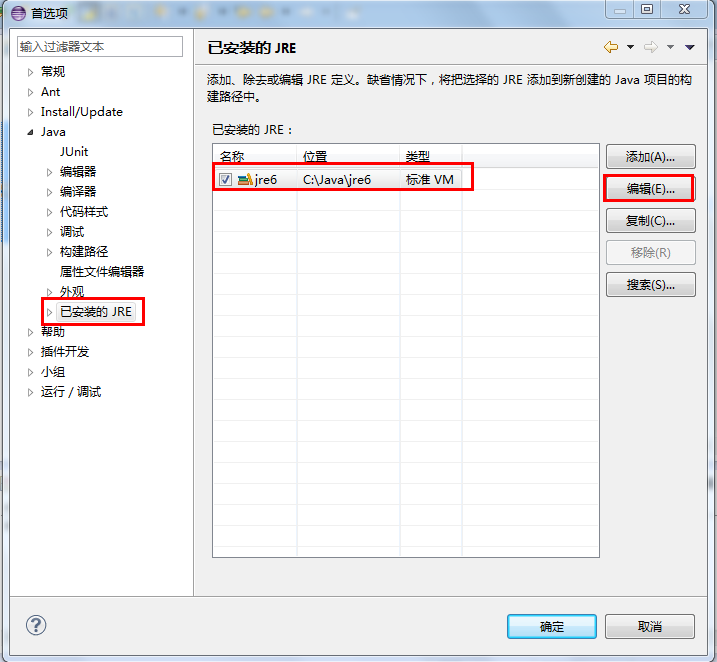 首选项
输入过滤器文本
常规
Ant
Install/Update
Java
JUnit
编辑器
编译器
代码样式
调试
构建路径
属性文件编辑器
外观
已安装的 JRE
帮助
插件开发
小组
运行 / 调试
已安装的 JRE
添加、除去或编辑 JRE 定义。缺省情况下，将把选择的 JRE 添加到新创建的 Java 项目的构
建路径中。
已安装的 JRE：
名称 位置 类型
jre6 C:\Java\jre6 标准 VM
添加(A)...
编辑(E)...
复制(C)...
移除(R)
搜索(S)...
确定 取消